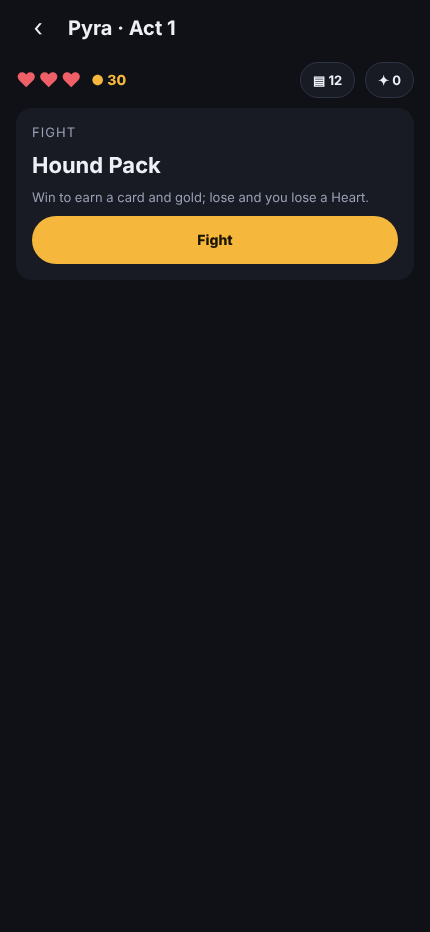 Pyra · Act 1
30
12
0
FIGHT
Hound Pack
Win to earn a card and gold; lose and you lose a Heart.
Fight